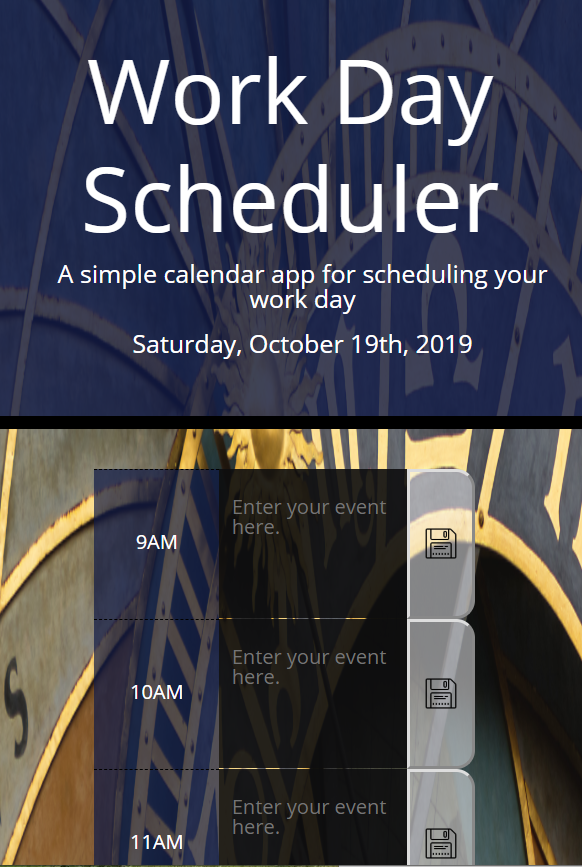 Work Day
Scheduler
A simple calendar app for scheduling your
work day
Saturday, October 19th, 2019
9AM
Enter your event
here.
10AM
Enter your event
here.
11AM
Enter your event
here.
S